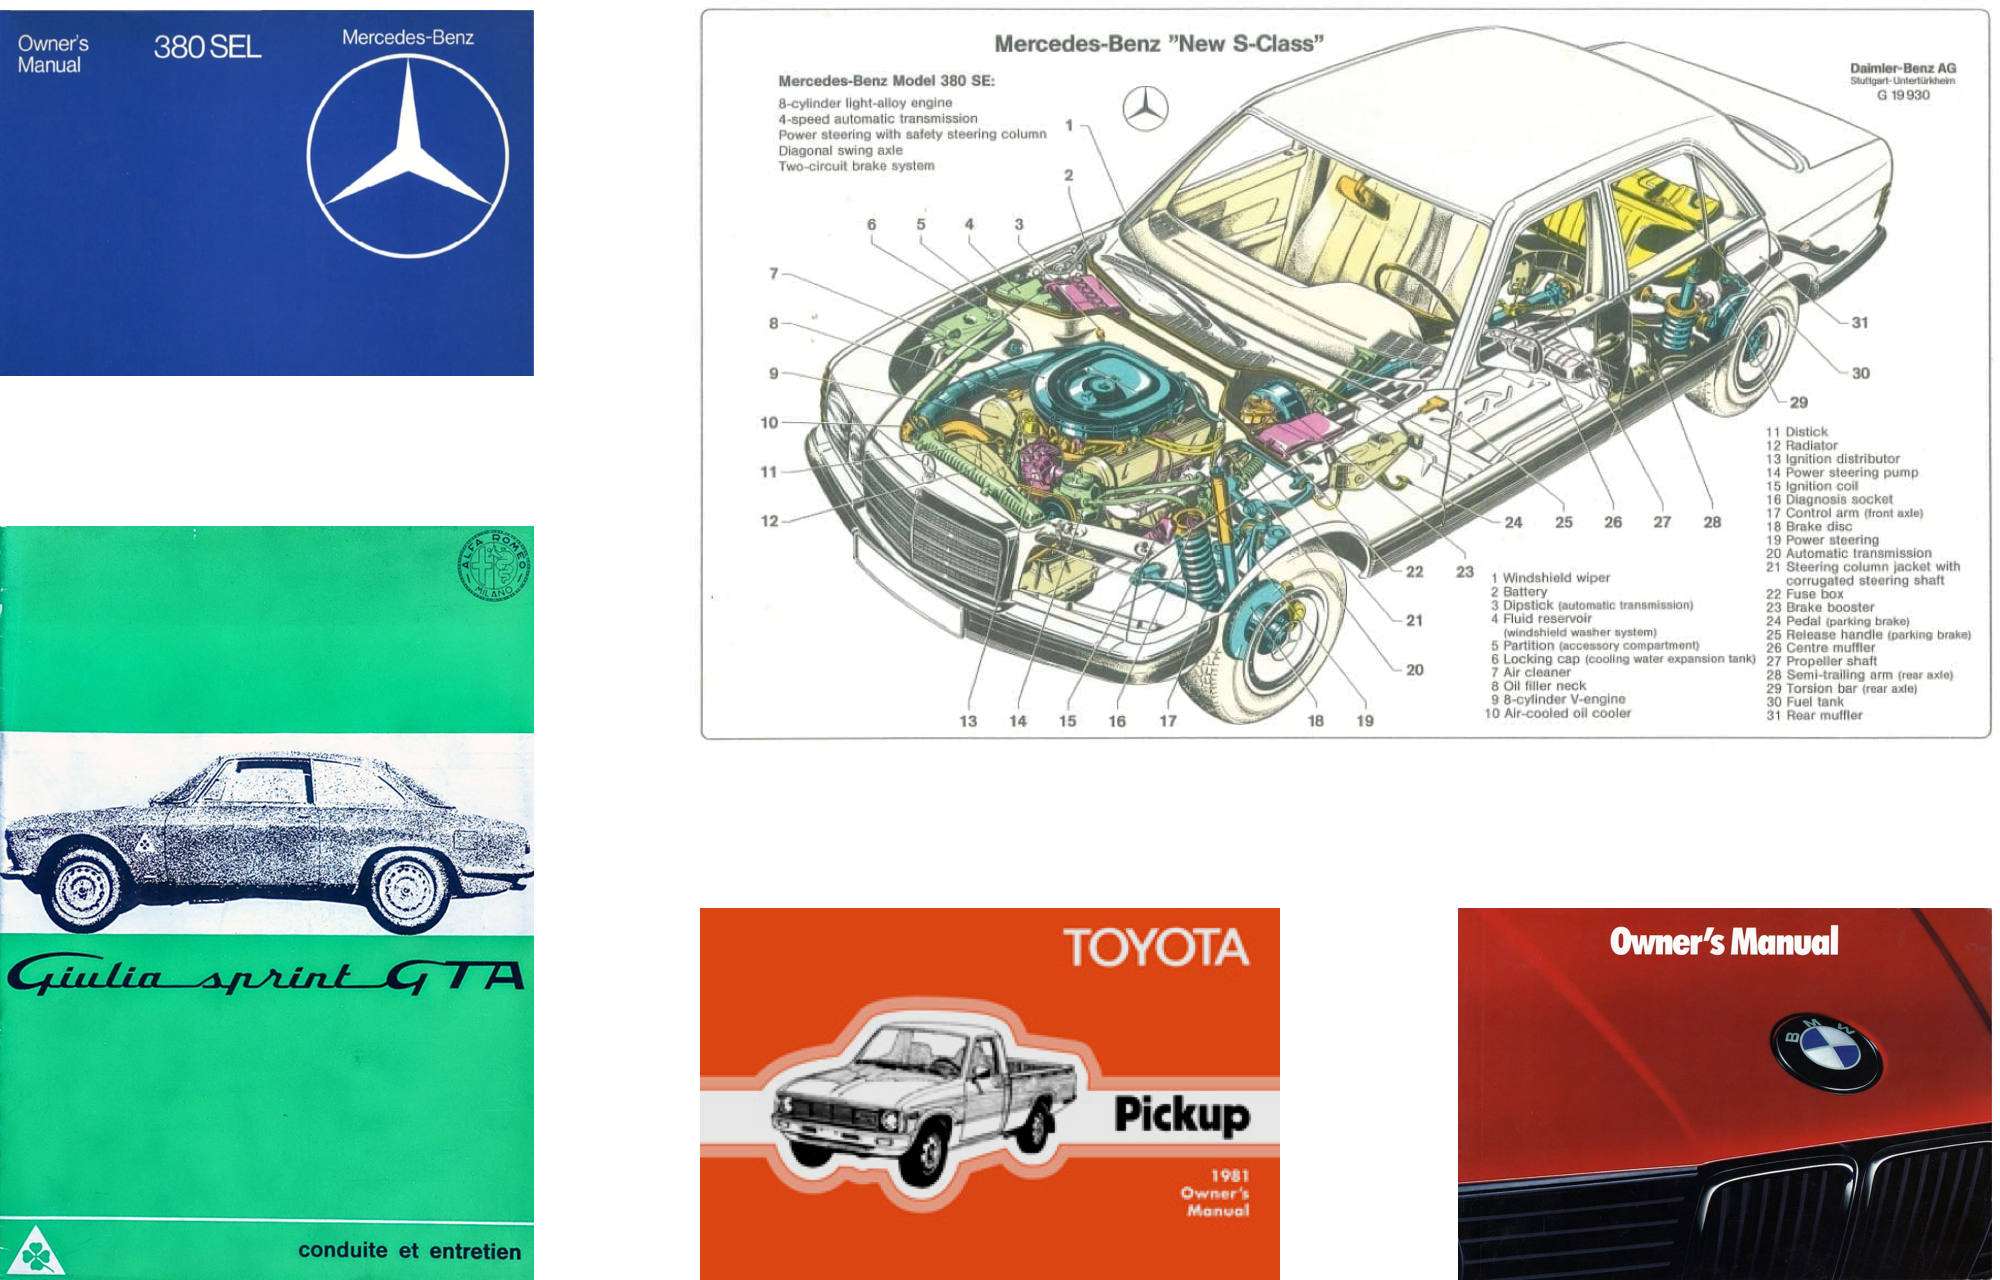 Owner's
Manual
380 SEL
Mercedes-Benz
Mercedes-Benz "New S-Class"
Mercedes-Benz Model 380 SE:
8-cylinder light-alloy engine
4-speed automatic transmission
Power steering with safety steering column
Diagonal swing axle
Two-circuit brake system
Daimler-Benz AG
Stuttgart-Untertürkheim
G 19 930
1
2
6
5
4
3
7
8
9
10
11
12
31
30
29
24
25
26
27
28
22
23
21
20
13
14
15
16
17
18
19
1 Windshield wiper
2 Battery
3 Dipstick (automatic transmission)
4 Fluid reservoir
(windshield washer system)
5 Partition (accessory compartment)
6 Locking cap (cooling water expansion tank)
7 Air cleaner
8 Oil filler neck
9 8-cylinder V-engine
10 Air-cooled oil cooler
11 Distick
12 Radiator
13 Ignition distributor
14 Power steering pump
15 Ignition coil
16 Diagnosis socket
17 Control arm (front axle)
18 Brake disc
19 Power steering
20 Automatic transmission
21 Steering column jacket with
corrugated steering shaft
22 Fuse box
23 Brake booster
24 Pedal (parking brake)
25 Release handle (parking brake)
26 Centre muffler
27 Propeller shaft
28 Semi-trailing arm (rear axle)
29 Torsion bar (rear axle)
30 Fuel tank
31 Rear muffler
ALFA ROMEO
MILANO
Giulia sprint GTA
conduite et entretien
TOYOTA
Pickup
1981
Owner's
Manual
Owner's Manual
BMW